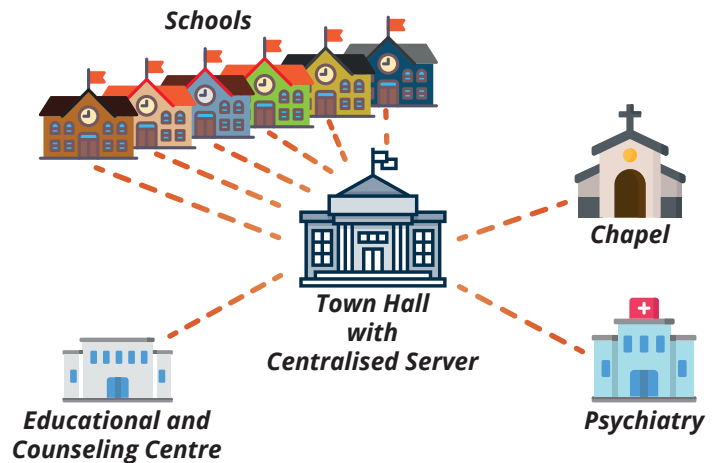 Schools
Chapel
Town Hall
with
Centralised Server
Educational and
Counseling Centre
Psychiatry